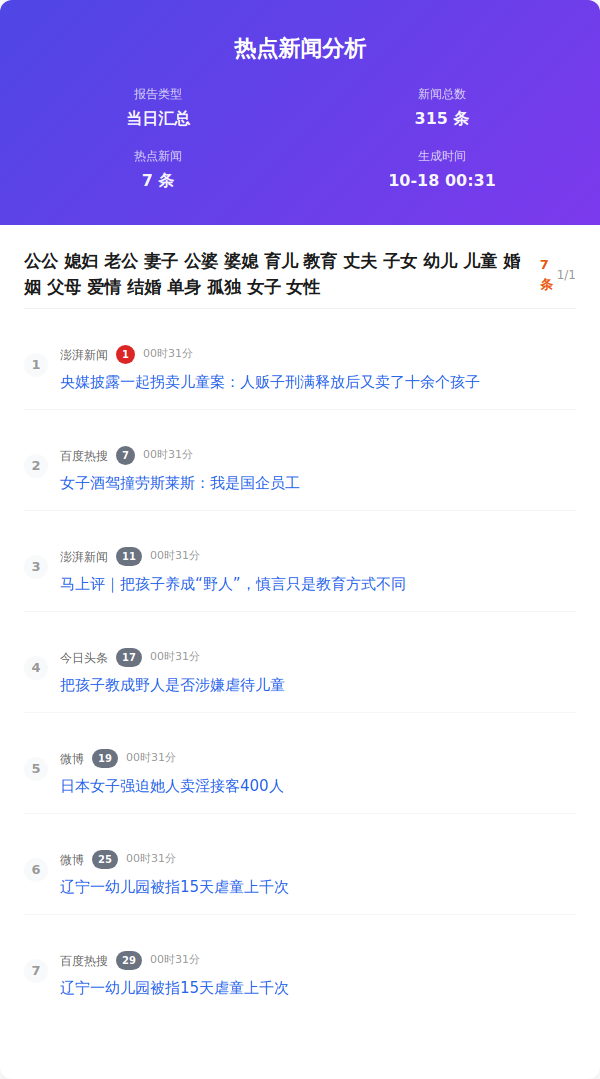 热点新闻分析
报告类型
新闻总数
当日汇总
315 条
热点新闻
生成时间
7 条
10-18 00:31
公公 媳妇 老公 妻子 公婆 婆媳 育儿 教育 丈夫 子女 幼儿 儿童 婚
姻 父母 爱情 结婚 单身 孤独 女子 女性
7
条
1/1
1
澎湃新闻 1 00时31分
央媒披露一起拐卖儿童案：人贩子刑满释放后又卖了十余个孩子
2
百度热搜 7 00时31分
女子酒驾撞劳斯莱斯：我是国企员工
3
澎湃新闻 11 00时31分
马上评｜把孩子养成“野人”，慎言只是教育方式不同
4
今日头条 17 00时31分
把孩子教成野人是否涉嫌虐待儿童
5
微博 19 00时31分
日本女子强迫她人卖淫接客400人
6
微博 25 00时31分
辽宁一幼儿园被指15天虐童上千次
7
百度热搜 29 00时31分
辽宁一幼儿园被指15天虐童上千次